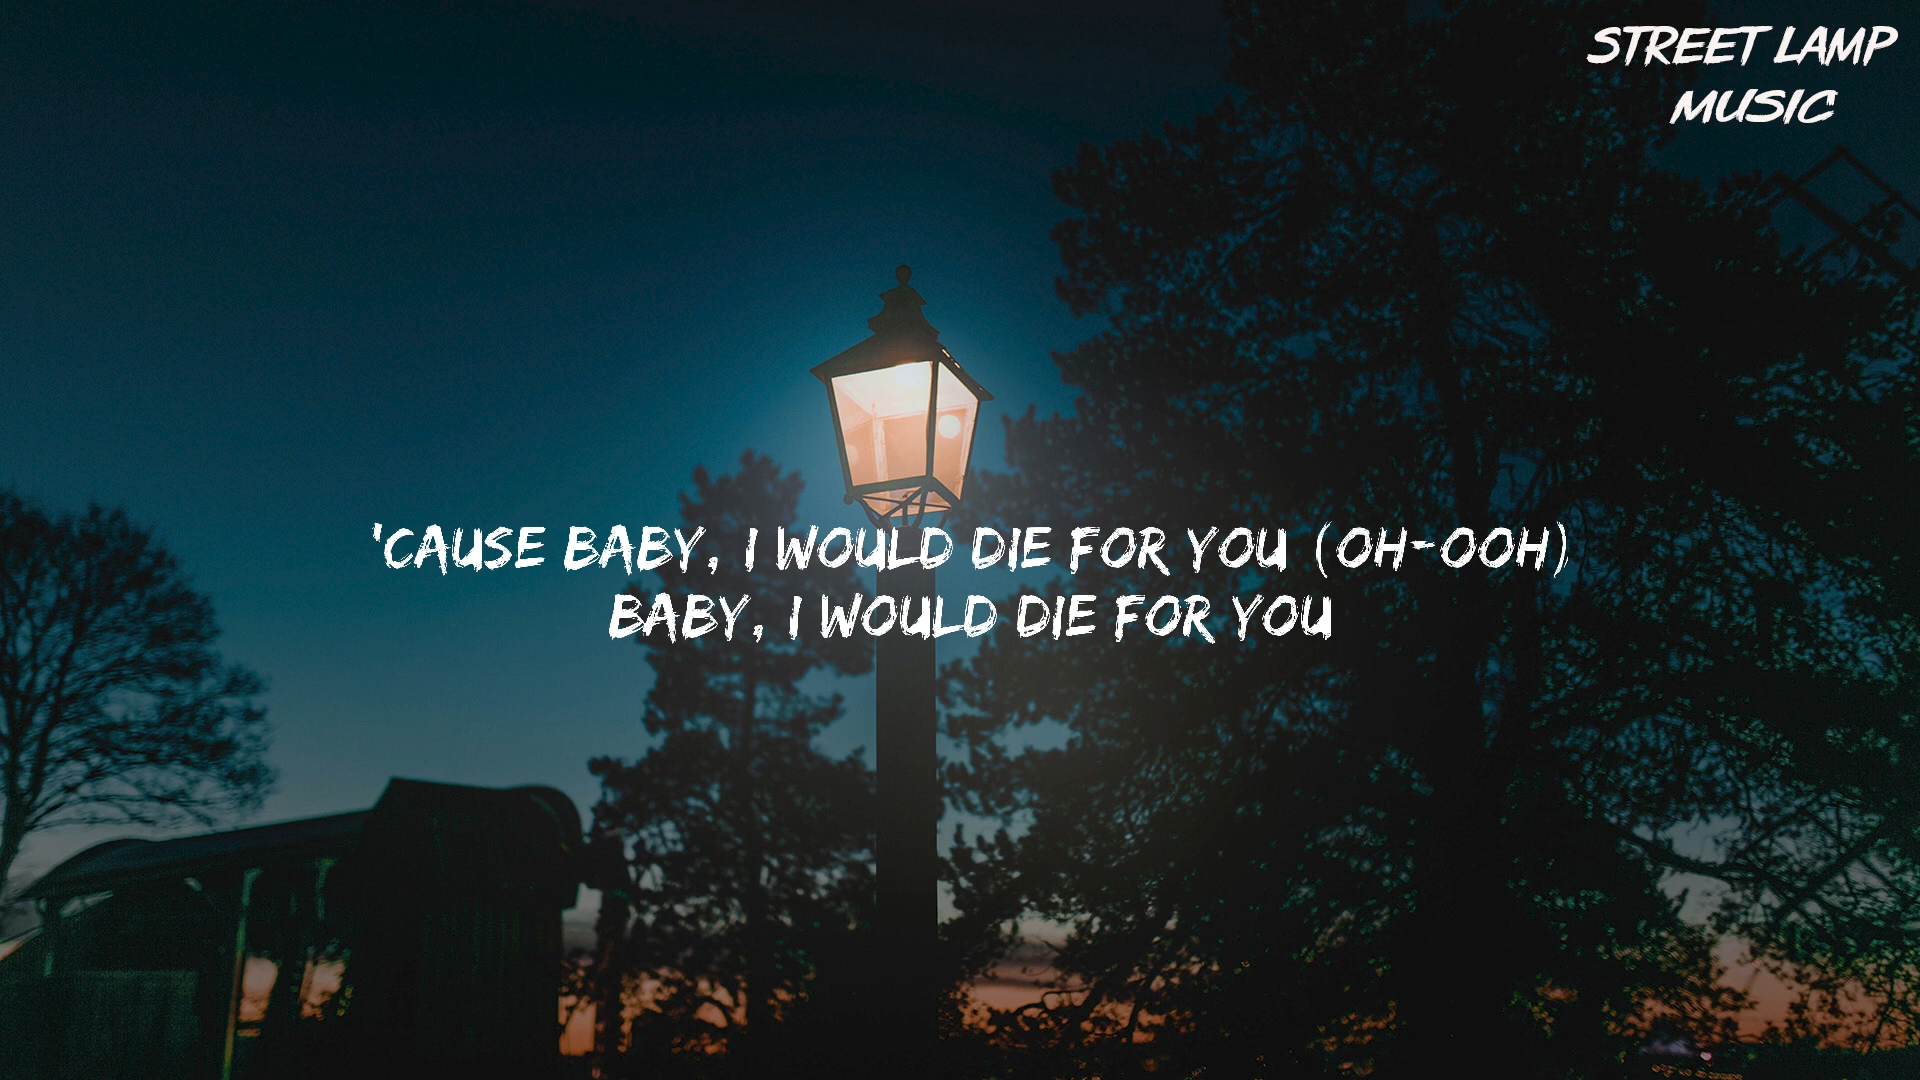 STREET LAMP
MUSIC
'CAUSE BABY, I WOULD DIE FOR YOU (OH-OOH)
BABY, I WOULD DIE FOR YOU